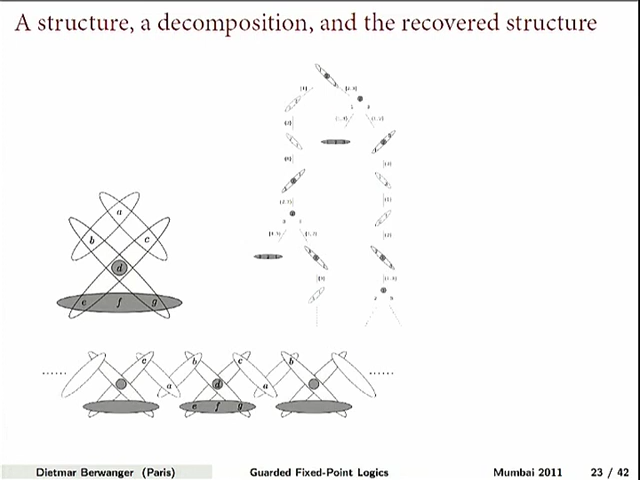 A structure, a decomposition, and the recovered structure
a
b c
d
e f g
c b c b
a d a
e f g
Dietmar Berwanger (Paris) Guarded Fixed-Point Logics Mumbai 2011 23 / 42